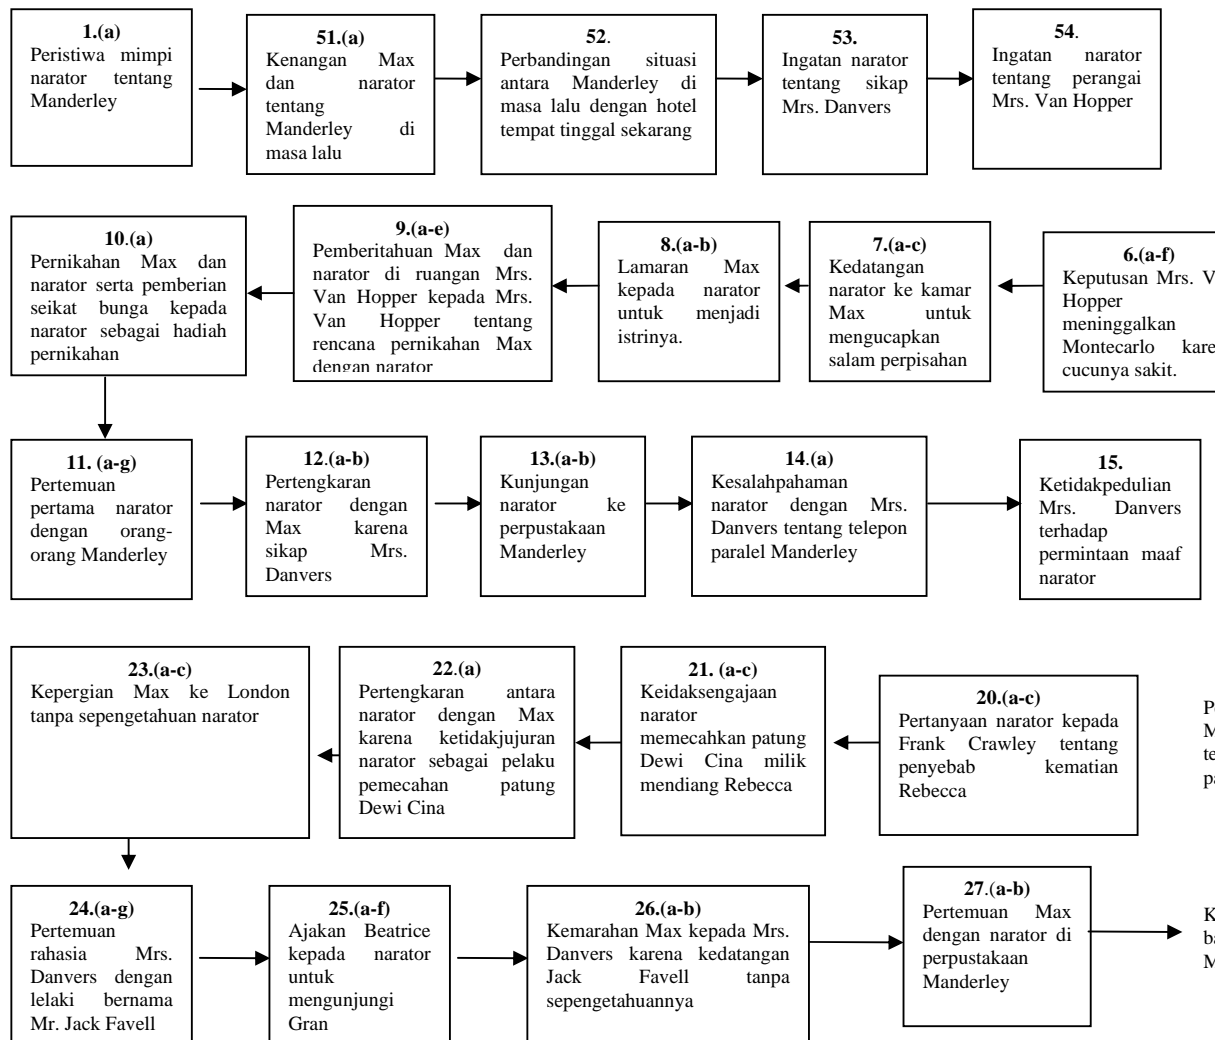 1.(a)
Peristiwa mimpi
narator tentang
Manderley
51.(a)
Kenangan Max
dan narator
tentang
Manderley di
masa lalu
52.
Perbandingan situasi
antara Manderley di
masa lalu dengan hotel
tempat tinggal sekarang
53.
Ingatan narator
tentang sikap
Mrs. Danvers
54.
Ingatan narator
tentang perangai
Mrs. Van Hopper
10.(a)
Pernikahan Max dan
narator serta pemberian
seikat bunga kepada
narator sebagai hadiah
pernikahan
9.(a-e)
Pemberitahuan Max dan
narator di ruangan Mrs.
Van Hopper kepada Mrs.
Van Hopper tentang
rencana pernikahan Max
dengan narator
8.(a-b)
Lamaran Max
kepada narator
untuk menjadi
istrinya.
7.(a-c)
Kedatangan
narator ke kamar
Max untuk
mengucapkan
salam perpisahan
6.(a-f)
Keputusan Mrs.
Hopper
meninggalkan
Montecarlo
cucunya sakit.
11. (a-g)
Pertemuan
pertama narator
dengan orang-
orang Manderley
12.(a-b)
Pertengkaran
narator dengan
Max karena
sikap Mrs.
Danvers
13.(a-b)
Kunjungan
narator ke
perpustakaan
Manderley
14.(a)
Kesalahpahaman
narator dengan Mrs.
Danvers tentang telepon
paralel Manderley
15.
Ketidakpedulian
Mrs. Danvers
terhadap
permintaan maaf
narator
23.(a-c)
Kepergian Max ke London
tanpa sepengetahuan narator
22.(a)
Pertengkaran antara
narator dengan Max
karena ketidakjujuran
narator sebagai pelaku
pemecahan patung
Dewi Cina
21. (a-c)
Keidaksengajaan
narator
memecahkan patung
Dewi Cina milik
mendiang Rebecca
20.(a-c)
Pertanyaan narator kepada
Frank Crawley tentang
penyebab kematian
Rebecca
24.(a-g)
Pertemuan
rahasia Mrs.
Danvers dengan
lelaki bernama
Mr. Jack Favell
25.(a-f)
Ajakan Beatrice
kepada narator
untuk
mengunjungi
Gran
26.(a-b)
Kemarahan Max kepada Mrs.
Danvers karena kedatangan
Jack Favell tanpa
sepengetahuannya
27.(a-b)
Pertemuan Max
dengan narator di
perpustakaan
Manderley